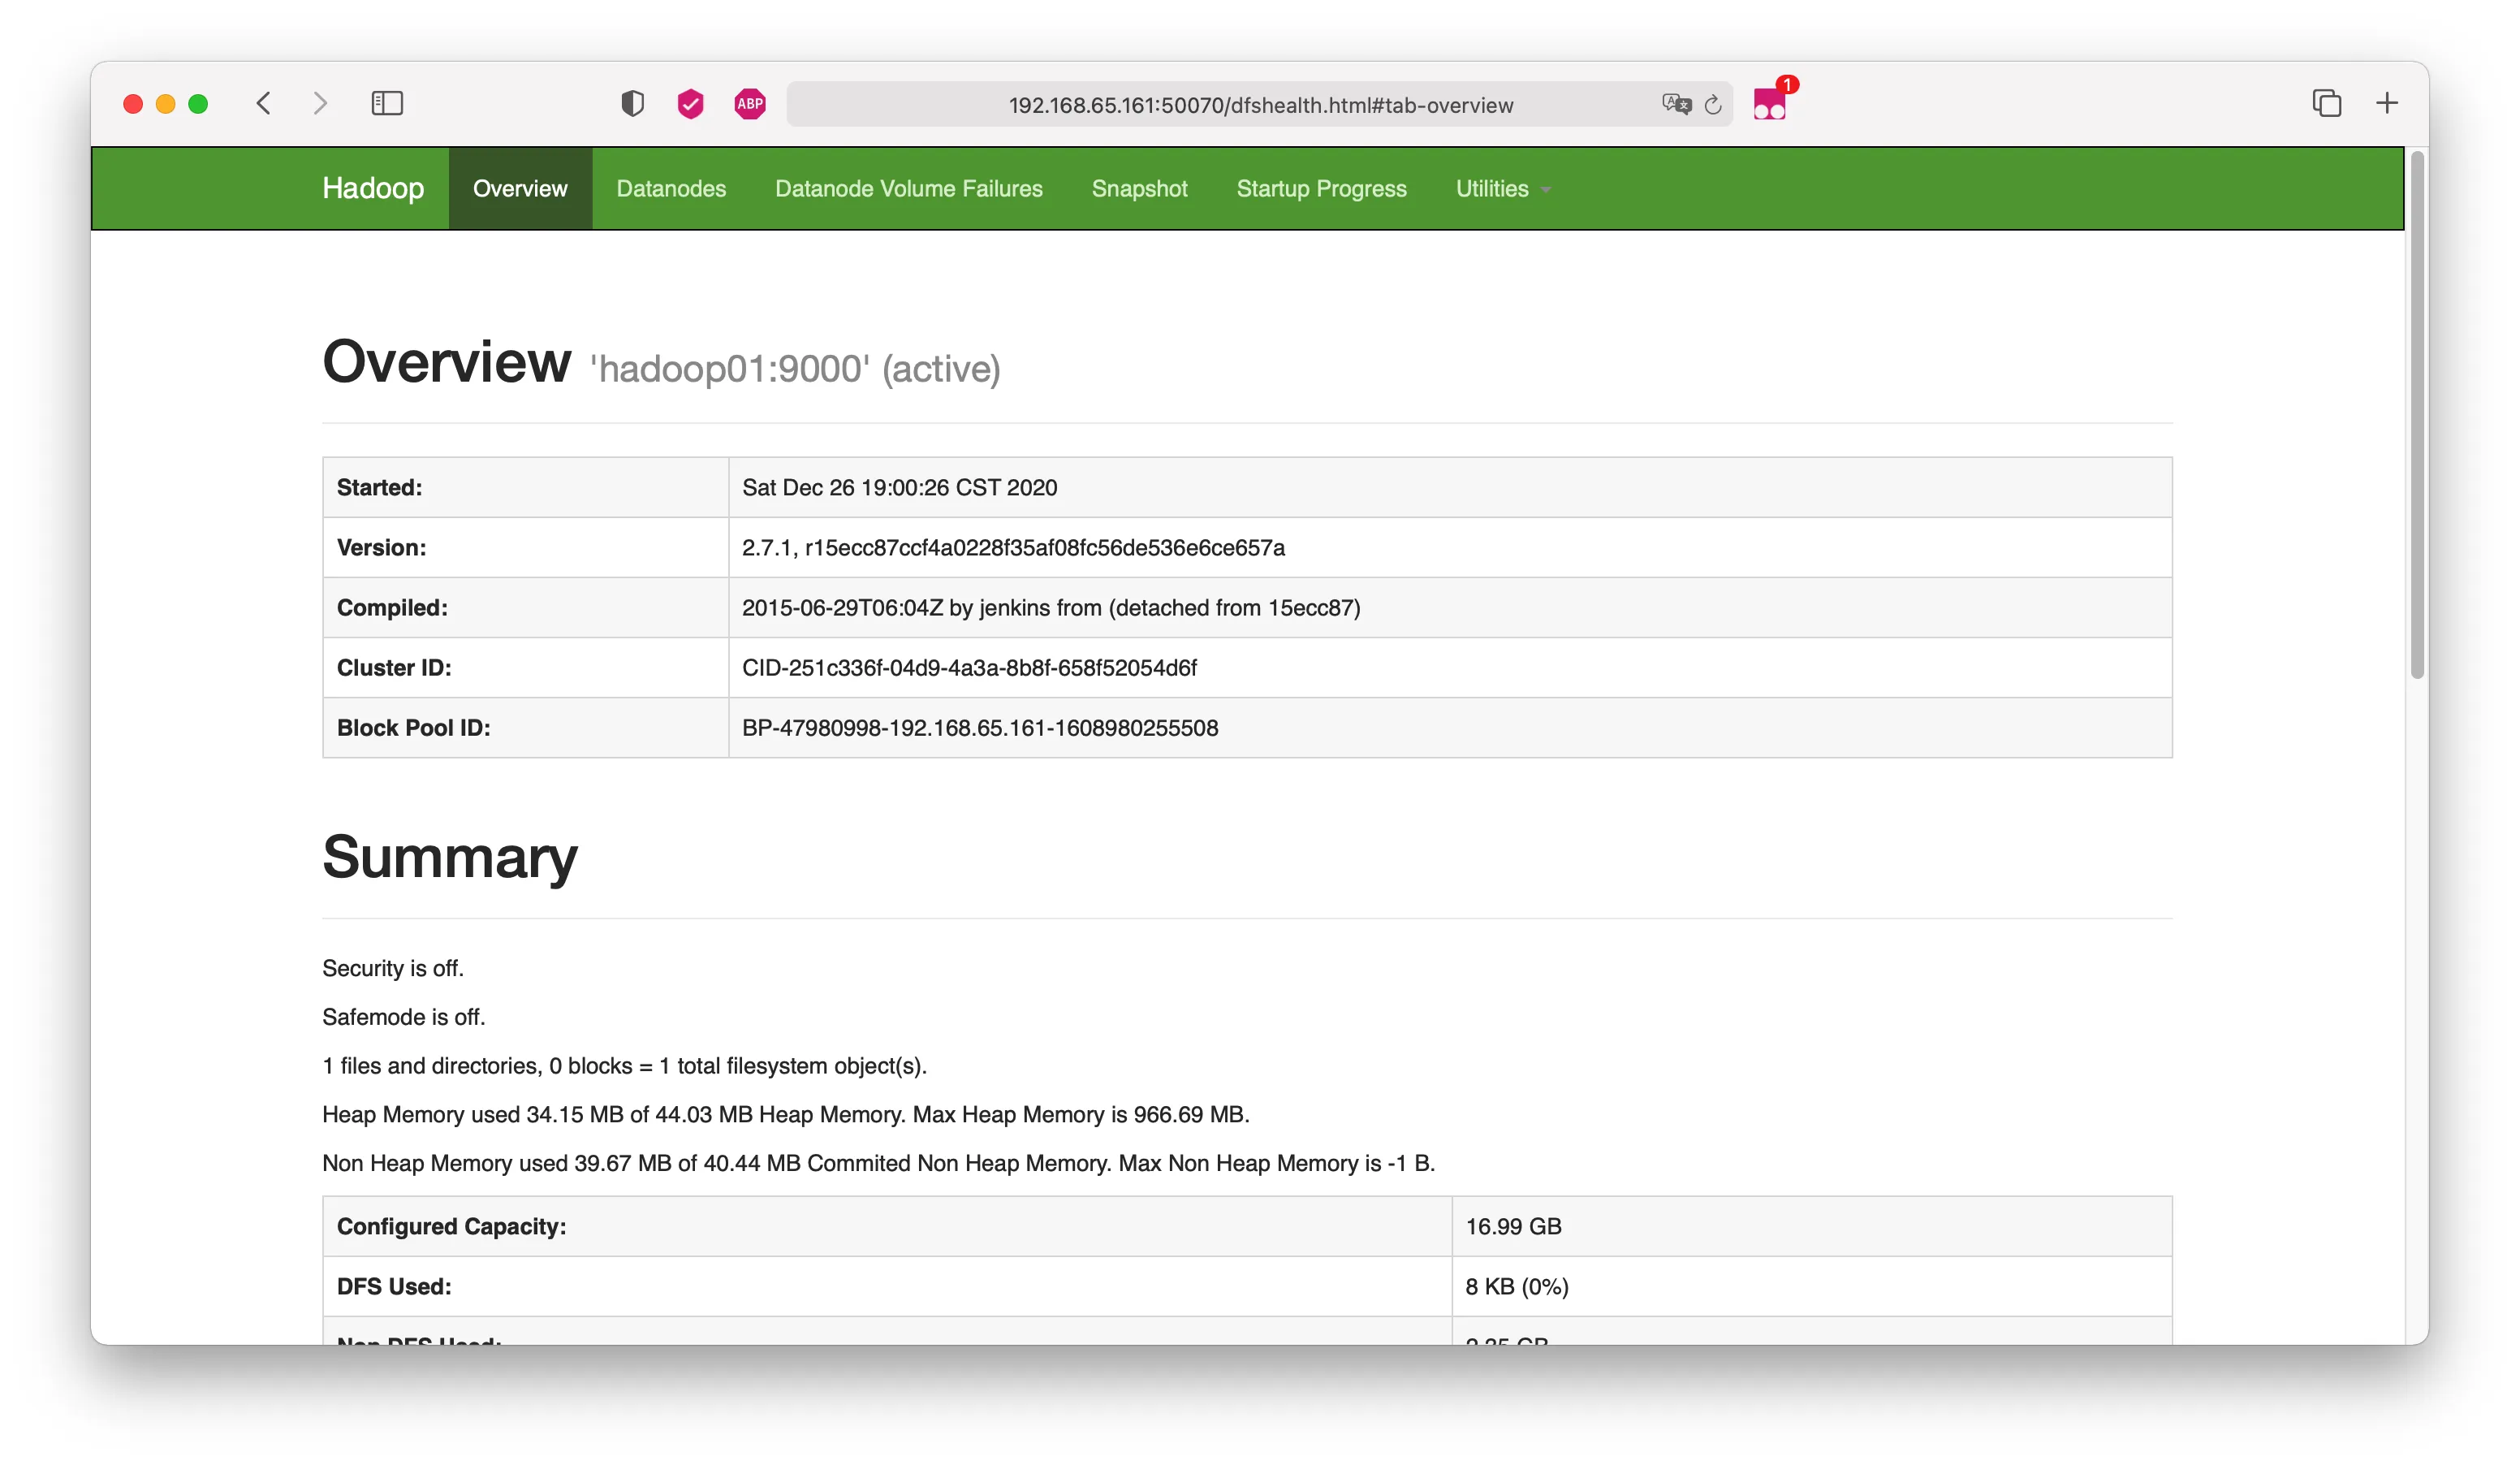 ABP
192.168.65.161:50070/dfshealth.html#tab-overview
1
Hadoop Overview Datanodes Datanode Volume Failures Snapshot Startup Progress Utilities
Overview 'hadoop01:9000' (active)
Started: Sat Dec 26 19:00:26 CST 2020
Version: 2.7.1, r15ecc87ccf4a0228f35af08fc56de536e6ce657a
Compiled: 2015-06-29T06:04Z by jenkins from (detached from 15ecc87)
Cluster ID: CID-251c336f-04d9-4a3a-8b8f-658f52054d6f
Block Pool ID: BP-47980998-192.168.65.161-1608980255508
Summary
Security is off.
Safemode is off.
1 files and directories, 0 blocks = 1 total filesystem object(s).
Heap Memory used 34.15 MB of 44.03 MB Heap Memory. Max Heap Memory is 966.69 MB.
Non Heap Memory used 39.67 MB of 40.44 MB Commited Non Heap Memory. Max Non Heap Memory is -1 B.
Configured Capacity: 16.99 GB
DFS Used: 8 KB (0%)
Non DFS Used: